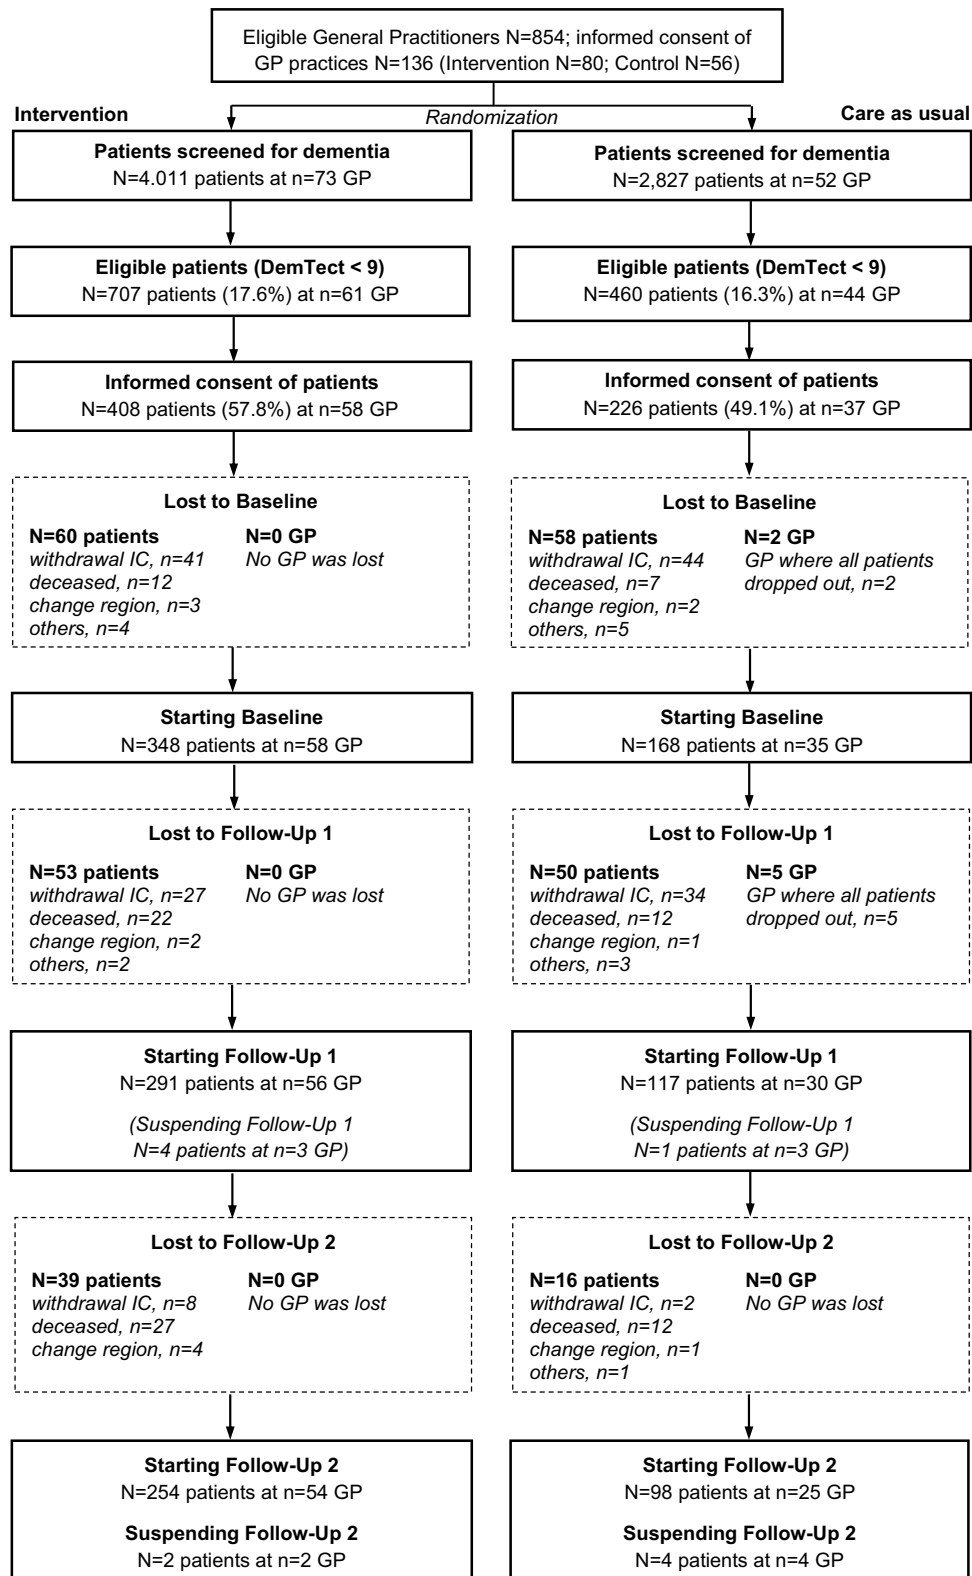 Eligible General Practitioners N=854; informed consent of
GP practices N=136 (Intervention N=80; Control N=56)
Intervention
Randomization
Care as usual
Patients screened for dementia
N=4.011 patients at n=73 GP
Patients screened for dementia
N=2,827 patients at n=52 GP
Eligible patients (DemTect < 9)
N=707 patients (17.6%) at n=61 GP
Eligible patients (DemTect < 9)
N=460 patients (16.3%) at n=44 GP
Informed consent of patients
N=408 patients (57.8%) at n=58 GP
Informed consent of patients
N=226 patients (49.1%) at n=37 GP
Lost to Baseline
N=60 patients
withdrawal IC, n=41
deceased, n=12
change region, n=3
others, n=4
N=0 GP
No GP was lost
Lost to Baseline
N=58 patients
withdrawal IC, n=44
deceased, n=7
change region, n=2
others, n=5
N=2 GP
GP where all patients
dropped out, n=2
Starting Baseline
N=348 patients at n=58 GP
Starting Baseline
N=168 patients at n=35 GP
Lost to Follow-Up 1
N=53 patients
withdrawal IC, n=27
deceased, n=22
change region, n=2
others, n=2
N=0 GP
No GP was lost
Lost to Follow-Up 1
N=50 patients
withdrawal IC, n=34
deceased, n=12
change region, n=1
others, n=3
N=5 GP
GP where all patients
dropped out, n=5
Starting Follow-Up 1
N=291 patients at n=56 GP
(Suspending Follow-Up 1
N=4 patients at n=3 GP)
Starting Follow-Up 1
N=117 patients at n=30 GP
(Suspending Follow-Up 1
N=1 patients at n=3 GP)
Lost to Follow-Up 2
N=39 patients
withdrawal IC, n=8
deceased, n=27
change region, n=4
N=0 GP
No GP was lost
Lost to Follow-Up 2
N=16 patients
withdrawal IC, n=2
deceased, n=12
change region, n=1
others, n=1
N=0 GP
No GP was lost
Starting Follow-Up 2
N=254 patients at n=54 GP
Suspending Follow-Up 2
N=2 patients at n=2 GP
Starting Follow-Up 2
N=98 patients at n=25 GP
Suspending Follow-Up 2
N=4 patients at n=4 GP